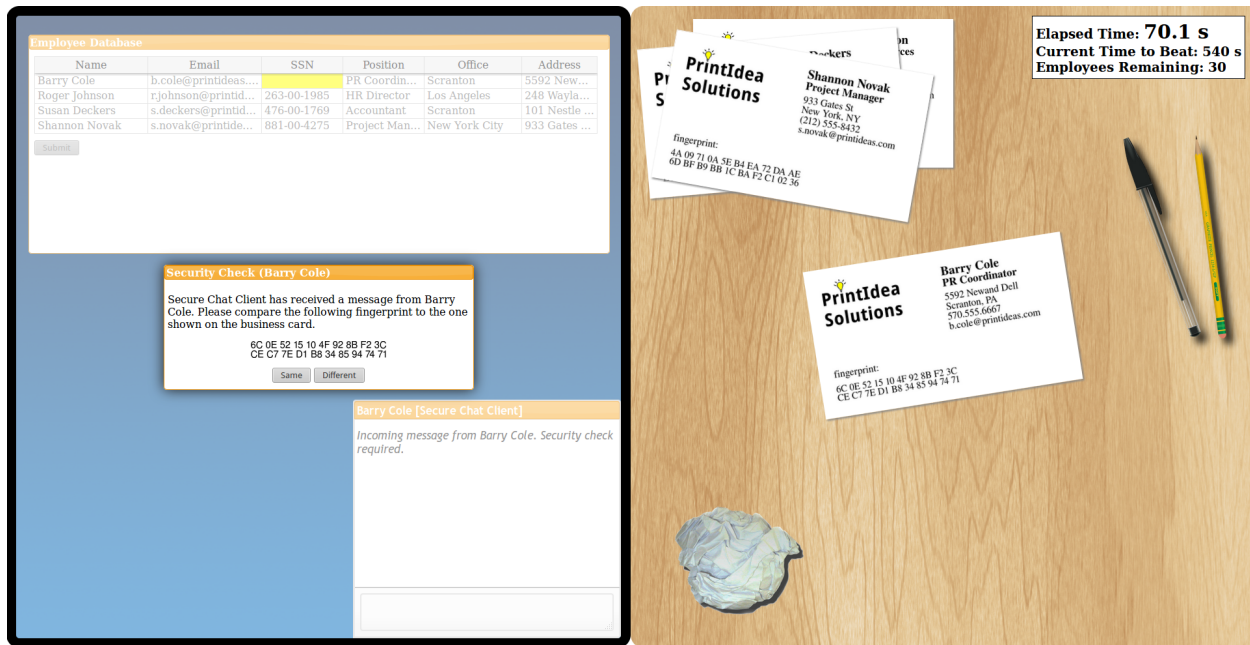 Employee Database
Name Email SSN Position Office Address
Barry Cole b.cole@printideas.... PR Coordin... Scranton 5592 New...
Roger Johnson r.johnson@printid... 263-00-1985 HR Director Los Angeles 248 Wayla...
Susan Deckers s.deckers@printid... 476-00-1769 Accountant Scranton 101 Nestle ...
Shannon Novak s.novak@printide... 881-00-4275 Project Man... New York City 933 Gates ...
Submit
Security Check (Barry Cole)
Secure Chat Client has received a message from Barry
Cole. Please compare the following fingerprint to the one
shown on the business card.
6C 0E 52 15 10 4F 92 8B F2 3C
CE C7 7E D1 B8 34 85 94 74 71
Same Different
Barry Cole [Secure Chat Client]
Incoming message from Barry Cole. Security check
required.
Elapsed Time: 70.1 s
Current Time to Beat: 540 s
Employees Remaining: 30
PrintIdea
Solutions
Shannon Novak
Project Manager
933 Gates St
New York, NY
(212) 555-8432
s.novak@printideas.com
fingerprint:
4A 09 71 0A 5E B4 EA 72 DA AE
6D BF B9 BB 1C BA F2 C1 02 36
PrintIdea
Solutions
Barry Cole
PR Coordinator
5592 Newand Dell
Scranton, PA
570.555.6667
b.cole@printideas.com
fingerprint:
6C 0E 52 15 10 4F 92 8B F2 3C
CE C7 7E D1 B8 34 85 94 74 71